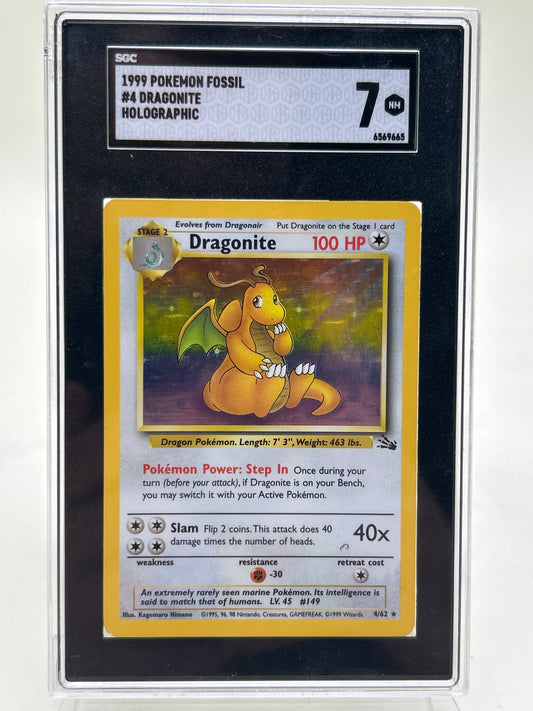 SGC
1999 POKEMON FOSSIL
#4 DRAGONITE
HOLOGRAPHIC
7 NM
6569665
STAGE 2
Evolves from Dragonair Put Dragonite on the Stage 1 card
Dragonite 100 HP
Dragon Pokémon. Length: 7' 3", Weight: 463 lbs.
Pokémon Power: Step In Once during your
turn (before your attack), if Dragonite is on your Bench,
you may switch it with your Active Pokémon.
Slam Flip 2 coins. This attack does 40
damage times the number of heads.
40x
weakness resistance retreat cost
-30
An extremely rarely seen marine Pokémon. Its intelligence is
said to match that of humans. LV. 45 #149
Illus. Kagemaru Himeno ©1995, 96, 98 Nintendo, Creatures, GAMEFREAK. ©1999 Wizards. 4/62 ★